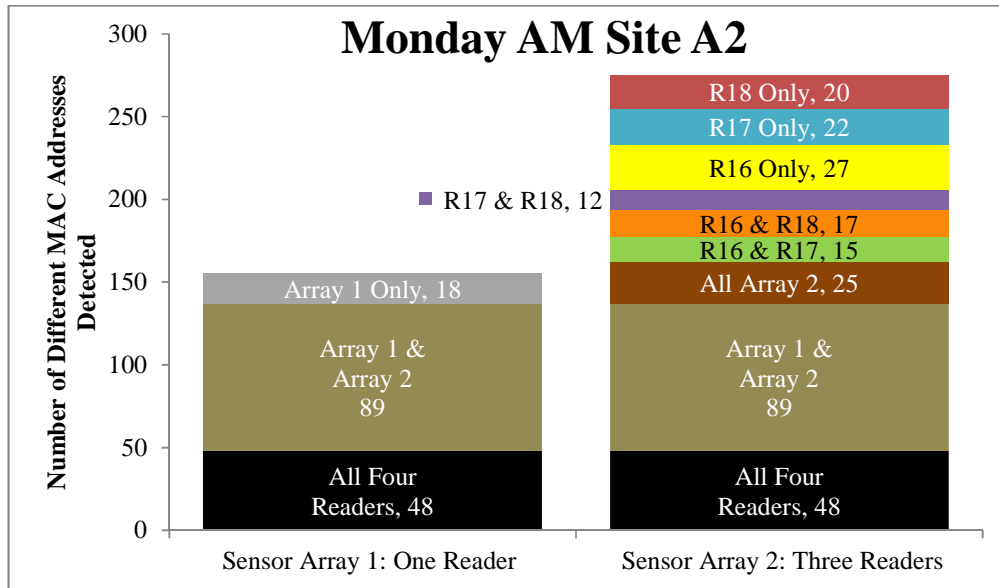 Monday AM Site A2
Number of Different MAC Addresses
Detected
300
250
200
150
100
50
0
Array 1 Only, 18
Array 1 &
Array 2
89
All Four
Readers, 48
R17 & R18, 12
R18 Only, 20
R17 Only, 22
R16 Only, 27
R16 & R18, 17
R16 & R17, 15
All Array 2, 25
Array 1 &
Array 2
89
All Four
Readers, 48
Sensor Array 1: One Reader
Sensor Array 2: Three Readers